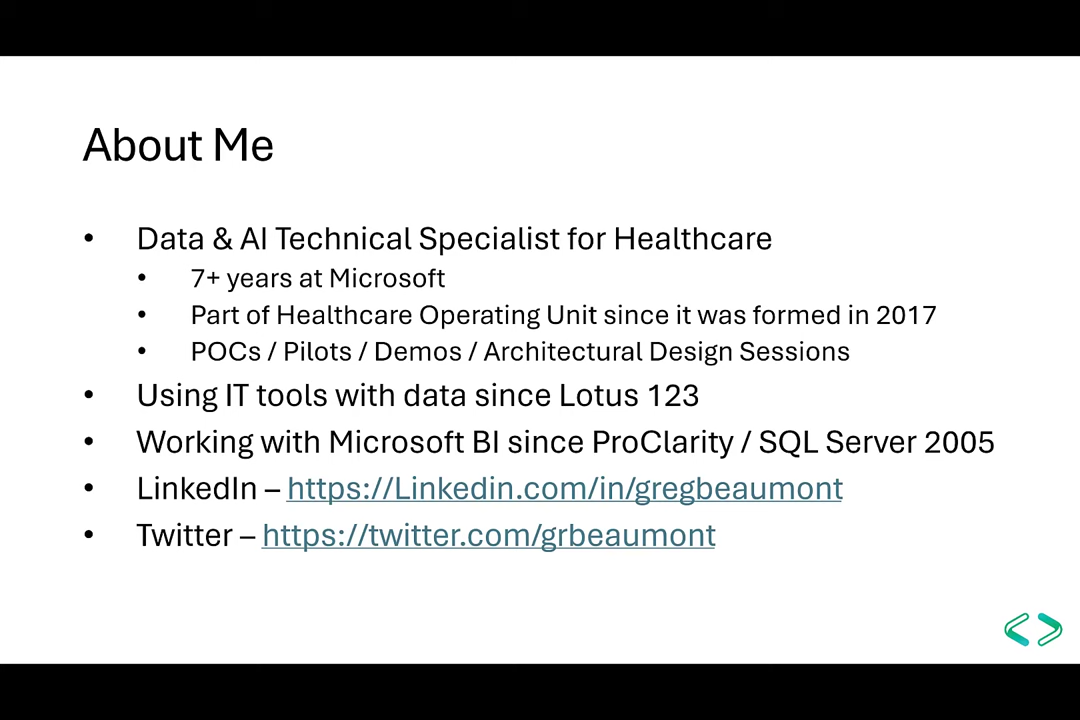 About Me
• Data & AI Technical Specialist for Healthcare
• 7+ years at Microsoft
• Part of Healthcare Operating Unit since it was formed in 2017
• POCs / Pilots / Demos / Architectural Design Sessions
• Using IT tools with data since Lotus 123
• Working with Microsoft BI since ProClarity / SQL Server 2005
• LinkedIn – https://Linkedin.com/in/gregbeaumont
• Twitter – https://twitter.com/grbeaumont